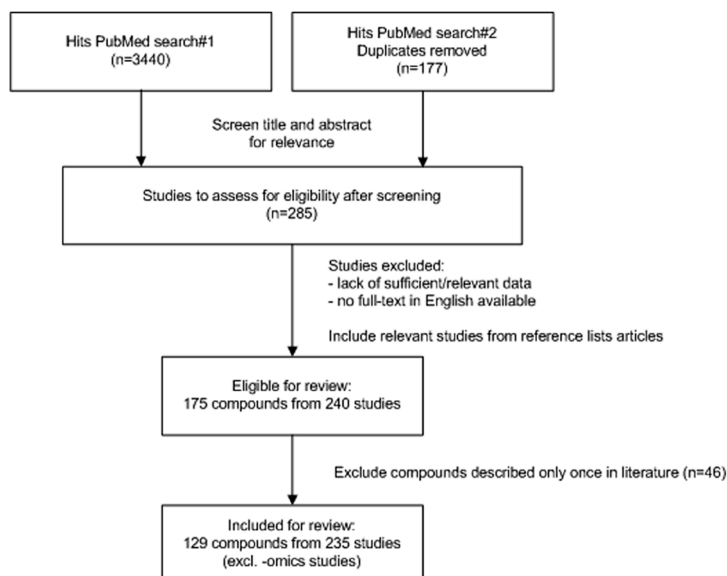 Hits PubMed search#1
(n=3440)
Hits PubMed search#2
Duplicates removed
(n=177)
Screen title and abstract
for relevance
Studies to assess for eligibility after screening
(n=285)
Studies excluded:
- lack of sufficient/relevant data
- no full-text in English available
Include relevant studies from reference lists articles
Eligible for review:
175 compounds from 240 studies
Exclude compounds described only once in literature (n=46)
Included for review:
129 compounds from 235 studies
(excl. -omics studies)